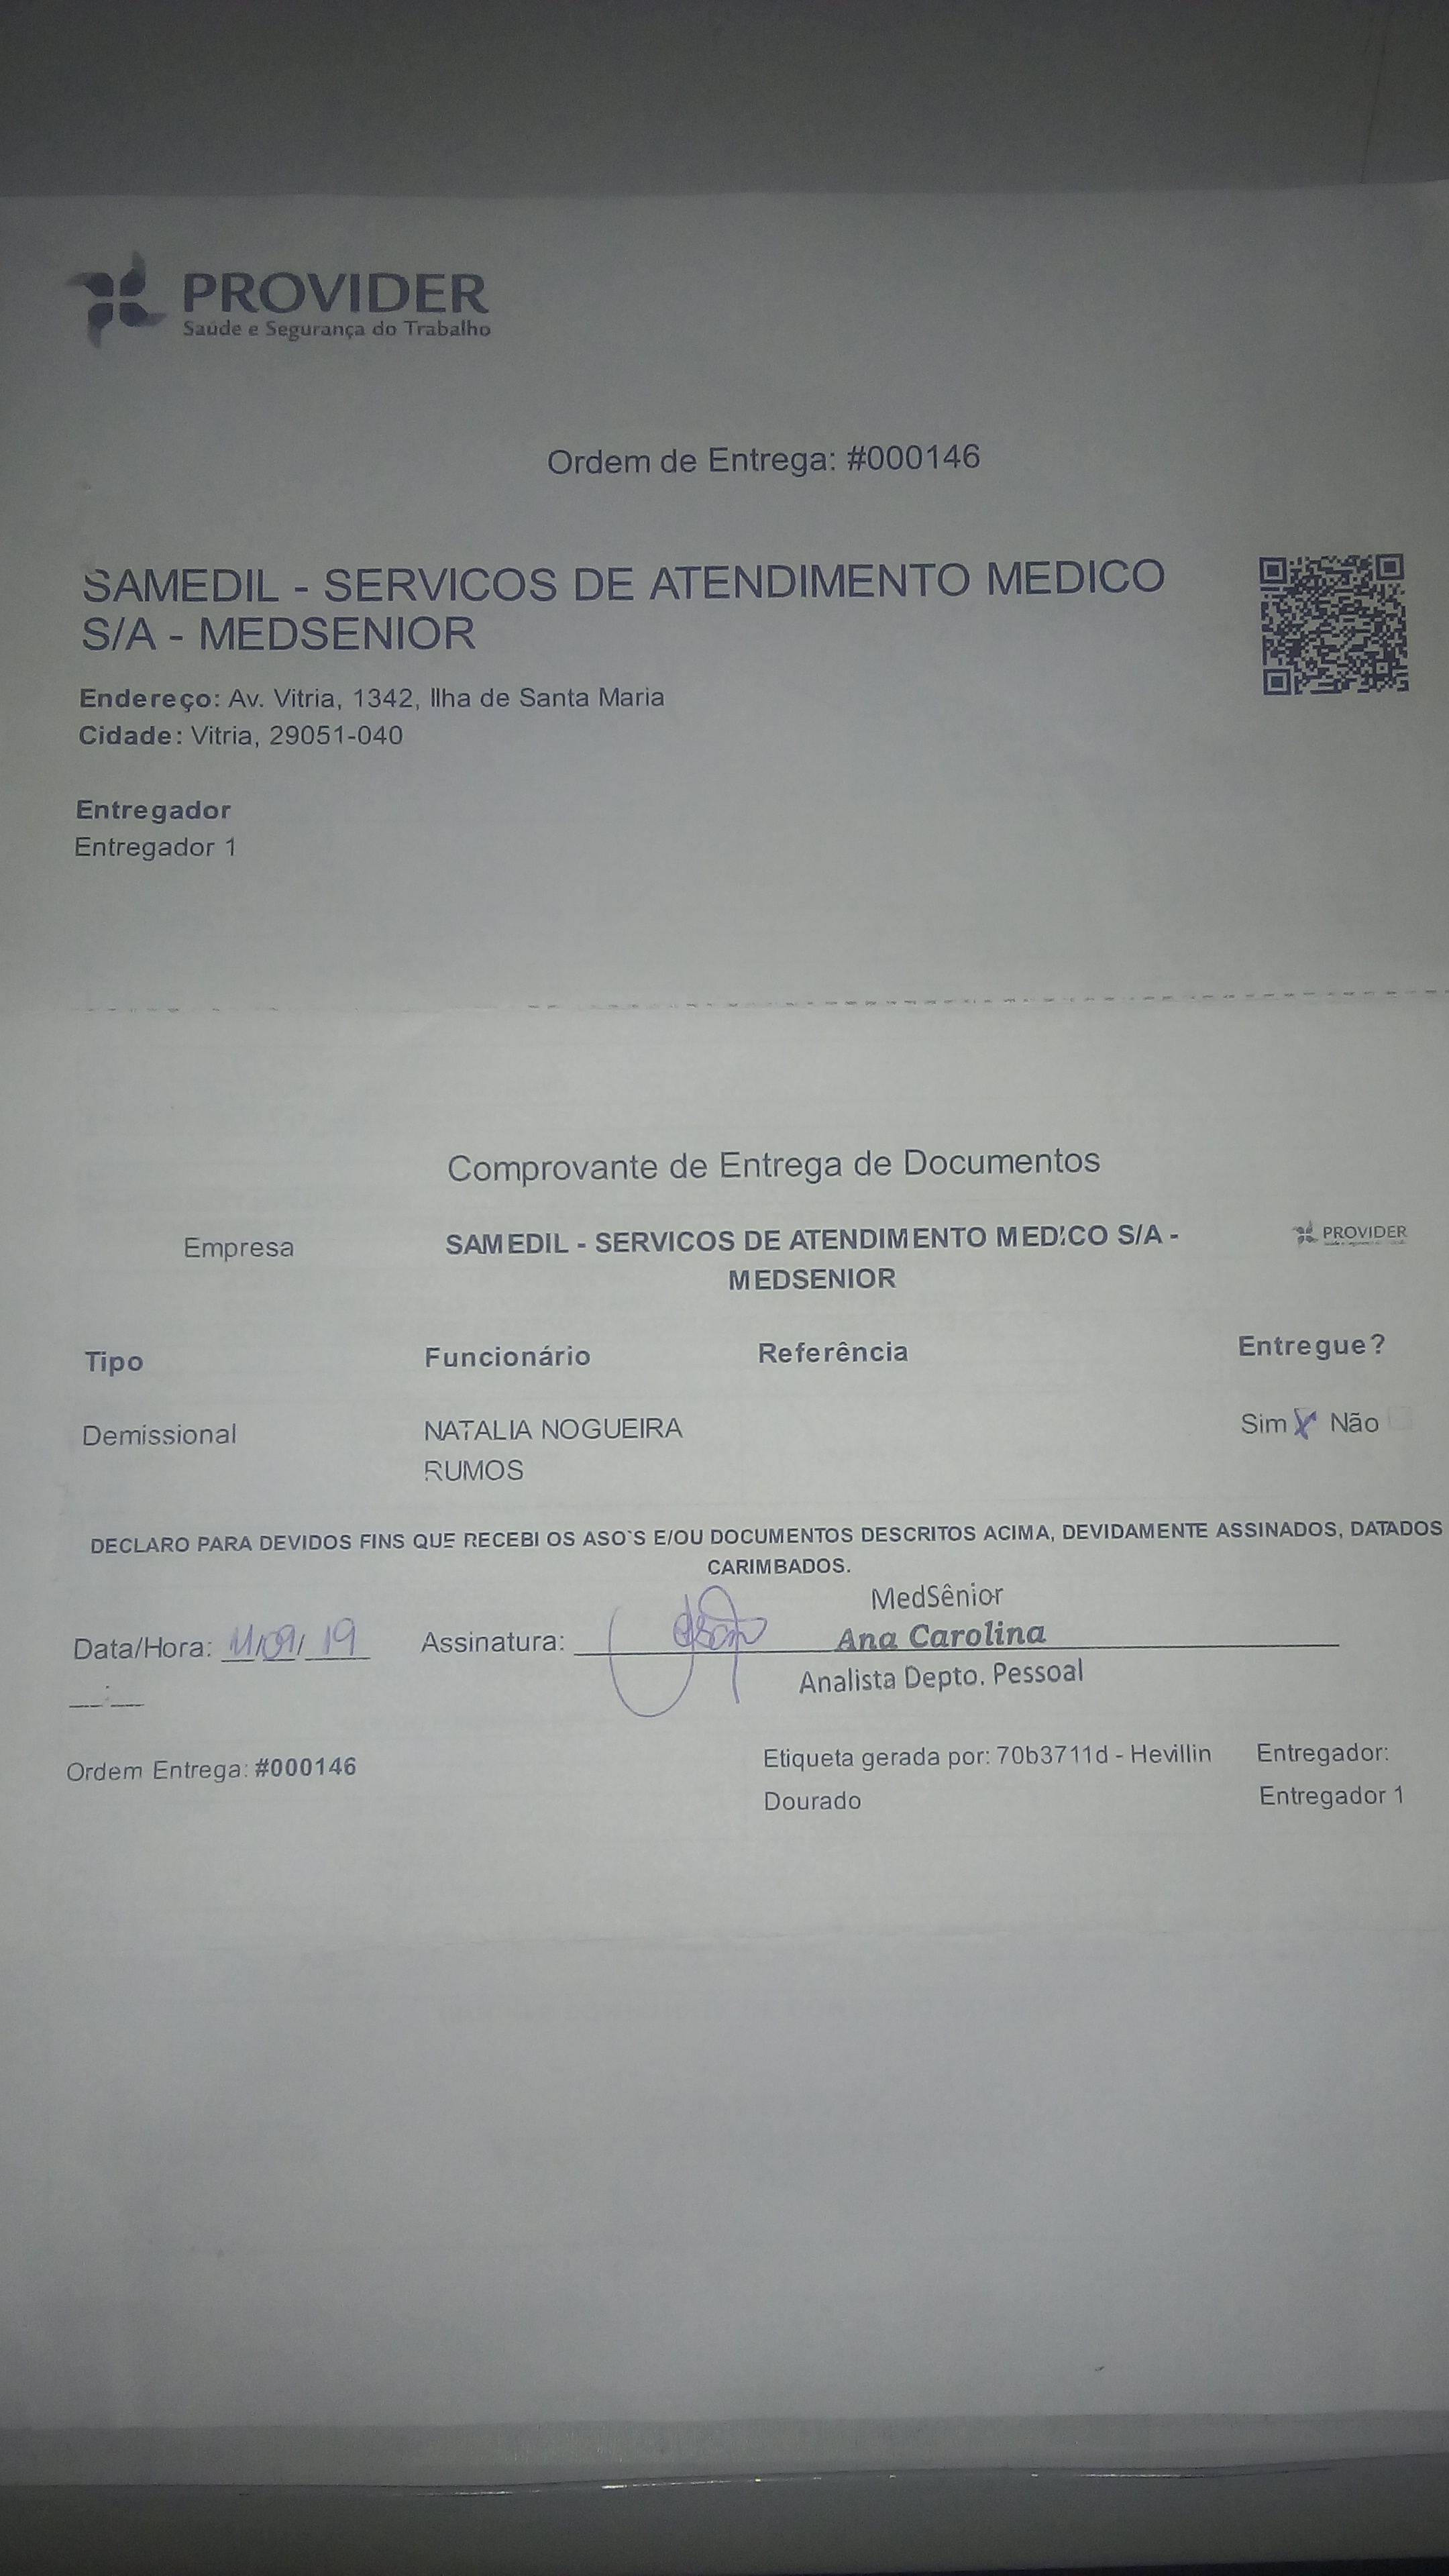 PROVIDER
Saúde e Segurança do Trabalho
Ordem de Entrega: #000146
SAMEDIL - SERVICOS DE ATENDIMENTO MEDICO
S/A - MEDSENIOR
Endereço: Av. Vitria, 1342, Ilha de Santa Maria
Cidade: Vitria, 29051-040
Entregador
Entregador 1
Comprovante de Entrega de Documentos
Empresa SAMEDIL - SERVICOS DE ATENDIMENTO MEDICO S/A - PROVIDER
MEDSENIOR
Tipo Funcionário Referência Entregue?
Demissional NATALIA NOGUEIRA Sim X Não
RUMOS
DECLARO PARA DEVIDOS FINS QUE RECEBI OS ASO`S E/OU DOCUMENTOS DESCRITOS ACIMA, DEVIDAMENTE ASSINADOS, DATADOS
CARIMBADOS.
MedSênior
Data/Hora: 11/09/19 Assinatura: Ana Carolina
__:__ Analista Depto. Pessoal
Ordem Entrega: #000146 Etiqueta gerada por: 70b3711d - Hevillin Entregador:
Dourado Entregador 1